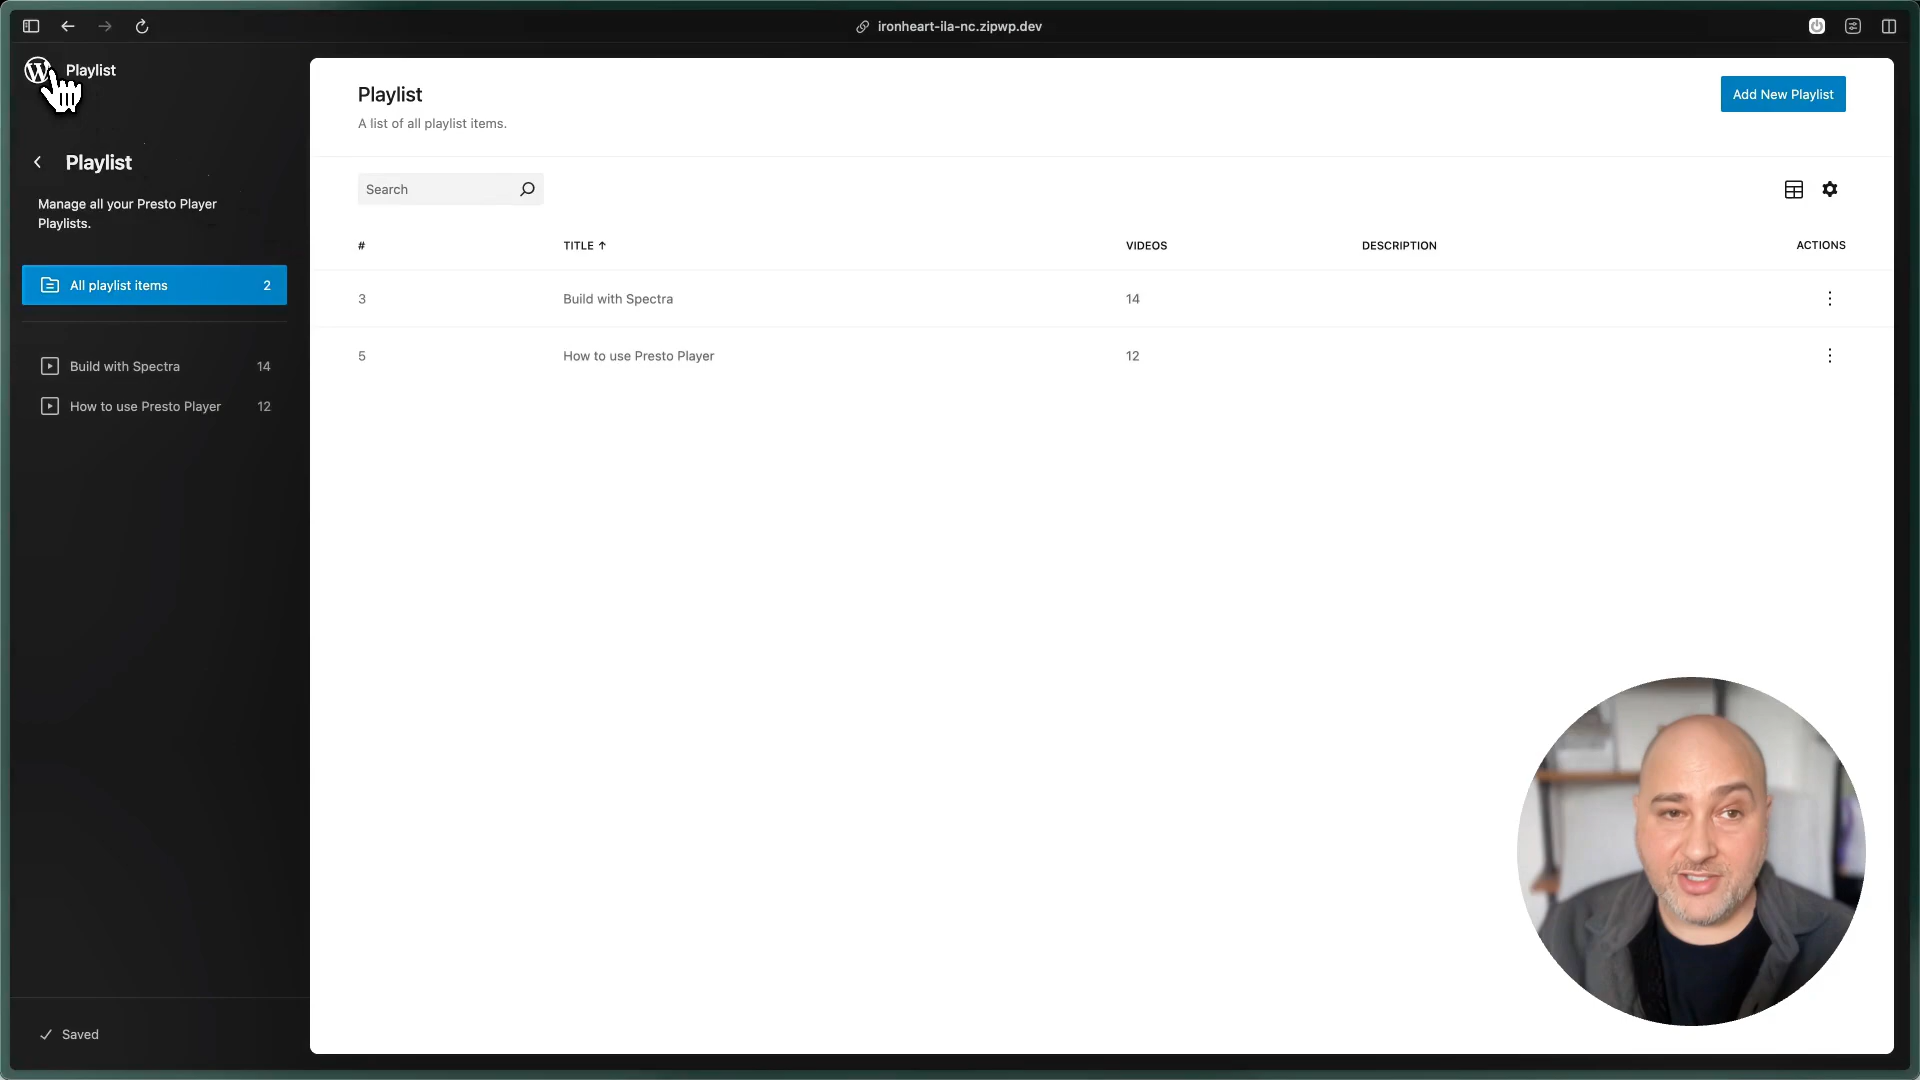 ironheart-ila-nc.zipwp.dev
Playlist
Playlist
Manage all your Presto Player
Playlists.
All playlist items 2
Build with Spectra 14
How to use Presto Player 12
Saved
Playlist
A list of all playlist items.
Add New Playlist
Search
# TITLE ↑ VIDEOS DESCRIPTION ACTIONS
3 Build with Spectra 14
5 How to use Presto Player 12